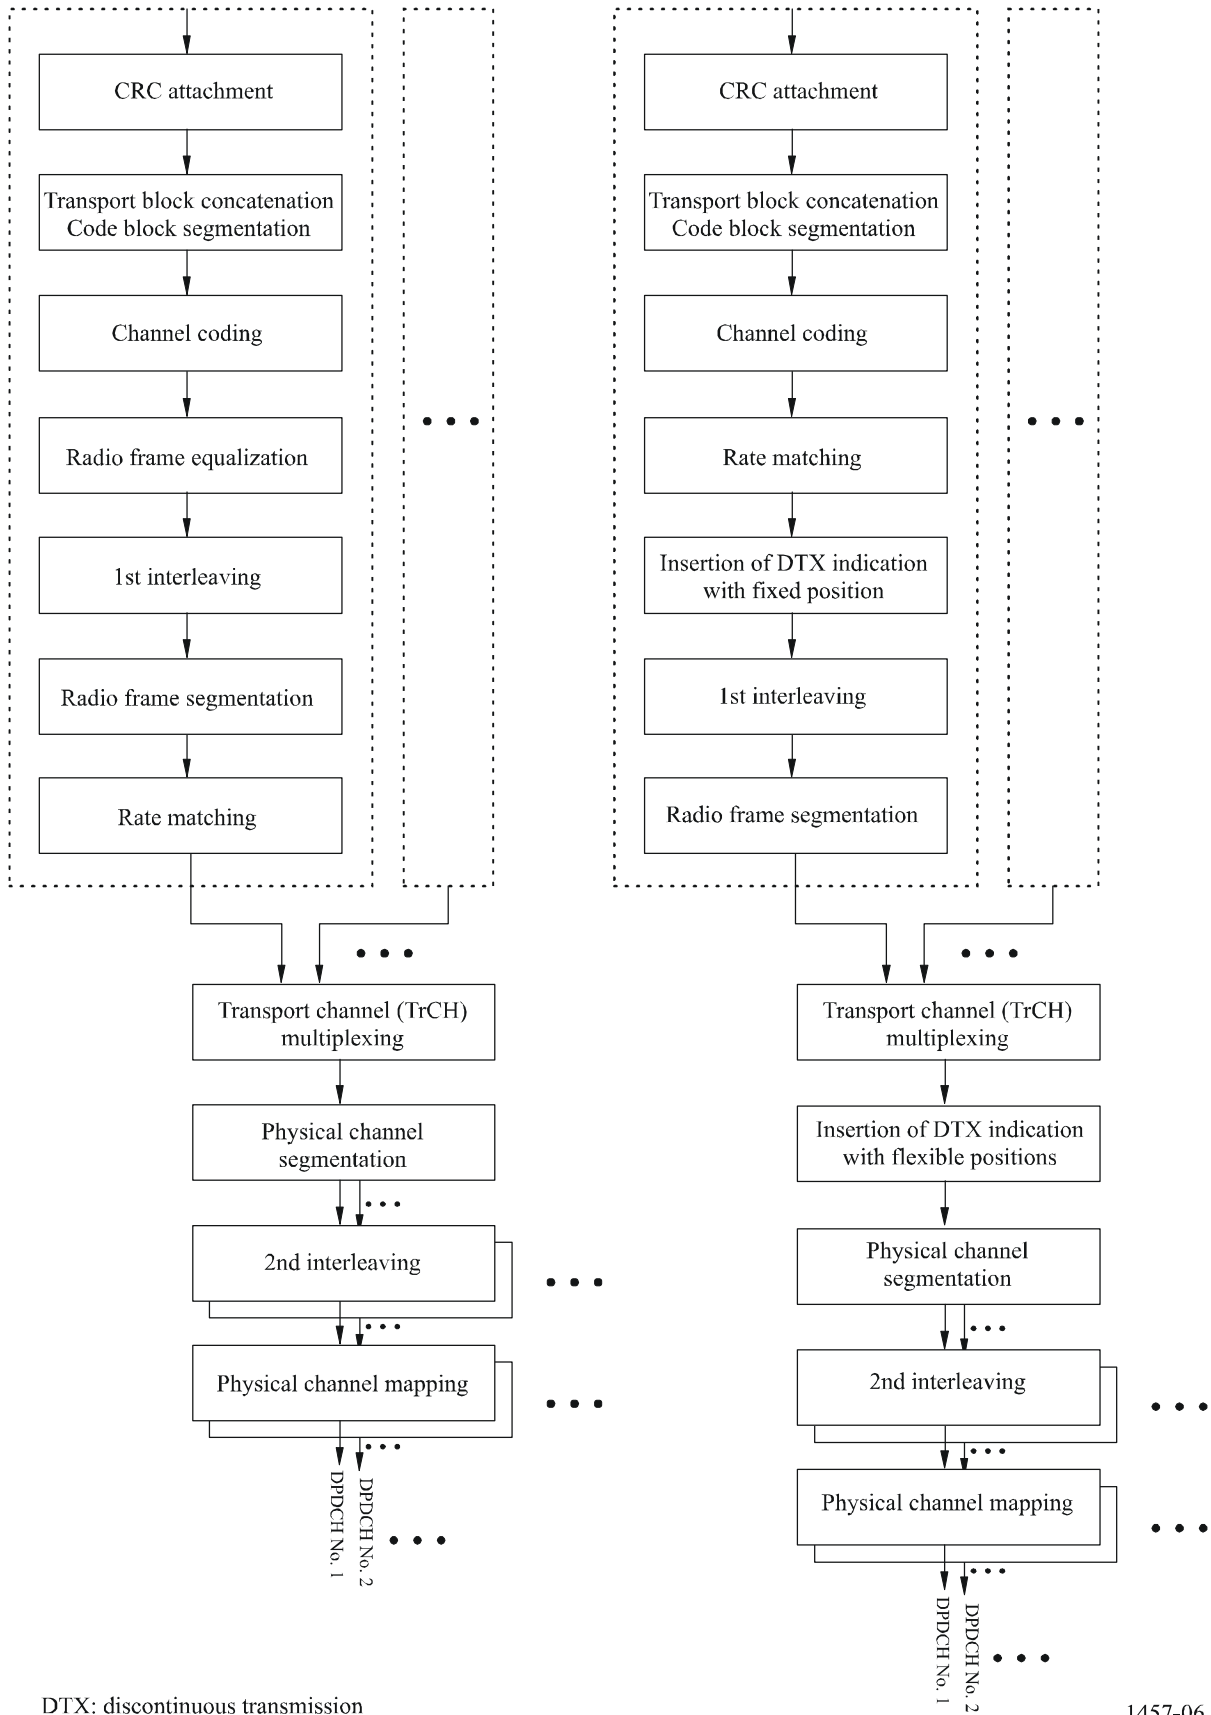 CRC attachment
Transport block concatenation
Code block segmentation
Channel coding
Radio frame equalization
1st interleaving
Radio frame segmentation
Rate matching
Transport channel (TrCH)
multiplexing
Physical channel
segmentation
2nd interleaving
Physical channel mapping
DPDCH No. 1
DPDCH No. 2
CRC attachment
Transport block concatenation
Code block segmentation
Channel coding
Rate matching
Insertion of DTX indication
with fixed position
1st interleaving
Radio frame segmentation
Transport channel (TrCH)
multiplexing
Insertion of DTX indication
with flexible positions
Physical channel
segmentation
2nd interleaving
Physical channel mapping
DPDCH No. 1
DPDCH No. 2
DTX: discontinuous transmission
1457-06